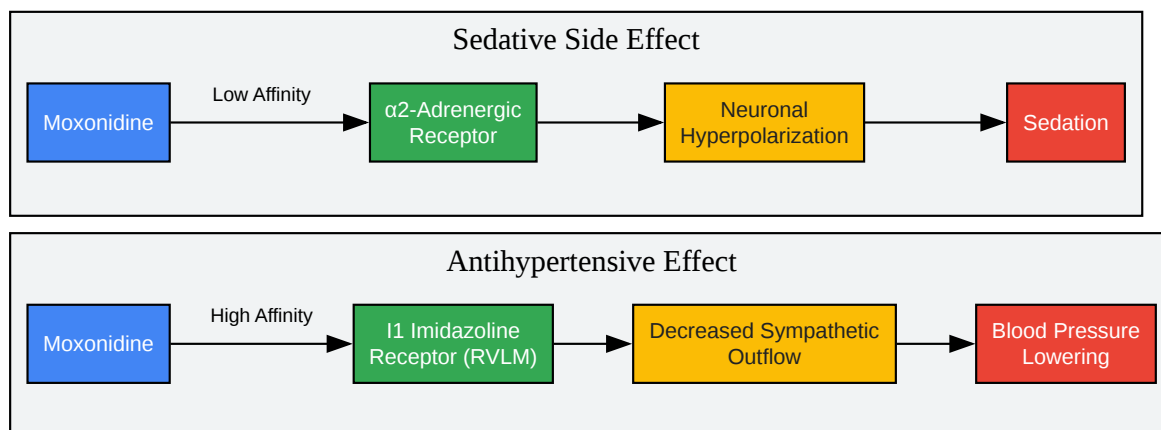 Sedative Side Effect
Moxonidine
Low Affinity
α2-Adrenergic
Receptor
Neuronal
Hyperpolarization
Sedation
Antihypertensive Effect
Moxonidine
High Affinity
I1 Imidazoline
Receptor (RVLM)
Decreased Sympathetic
Outflow
Blood Pressure
Lowering